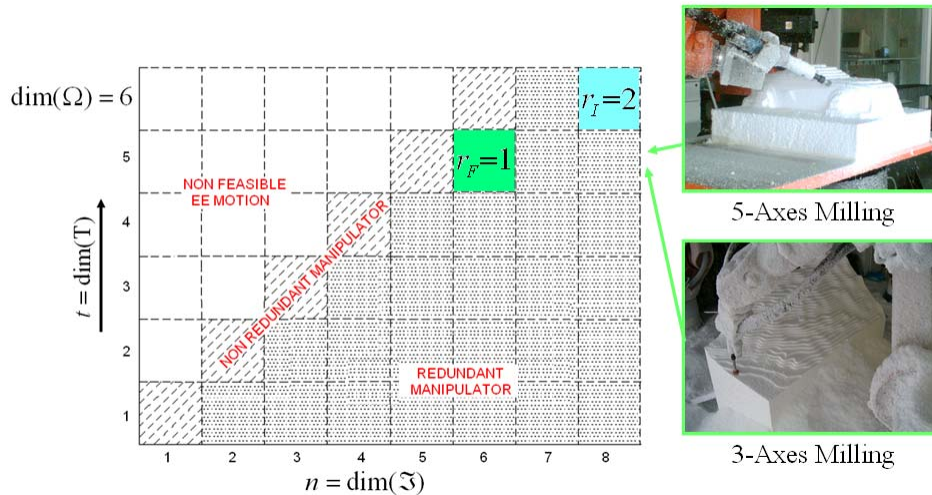 dim(Ω) = 6
5
4
3
2
1
t = dim(T)
NON FEASIBLE
EE MOTION
NON REDUNDANT MANIPULATOR
REDUNDANT
MANIPULATOR
r_F=1
r_I=2
1 2 3 4 5 6 7 8
n = dim(ℑ)
5-Axes Milling
3-Axes Milling